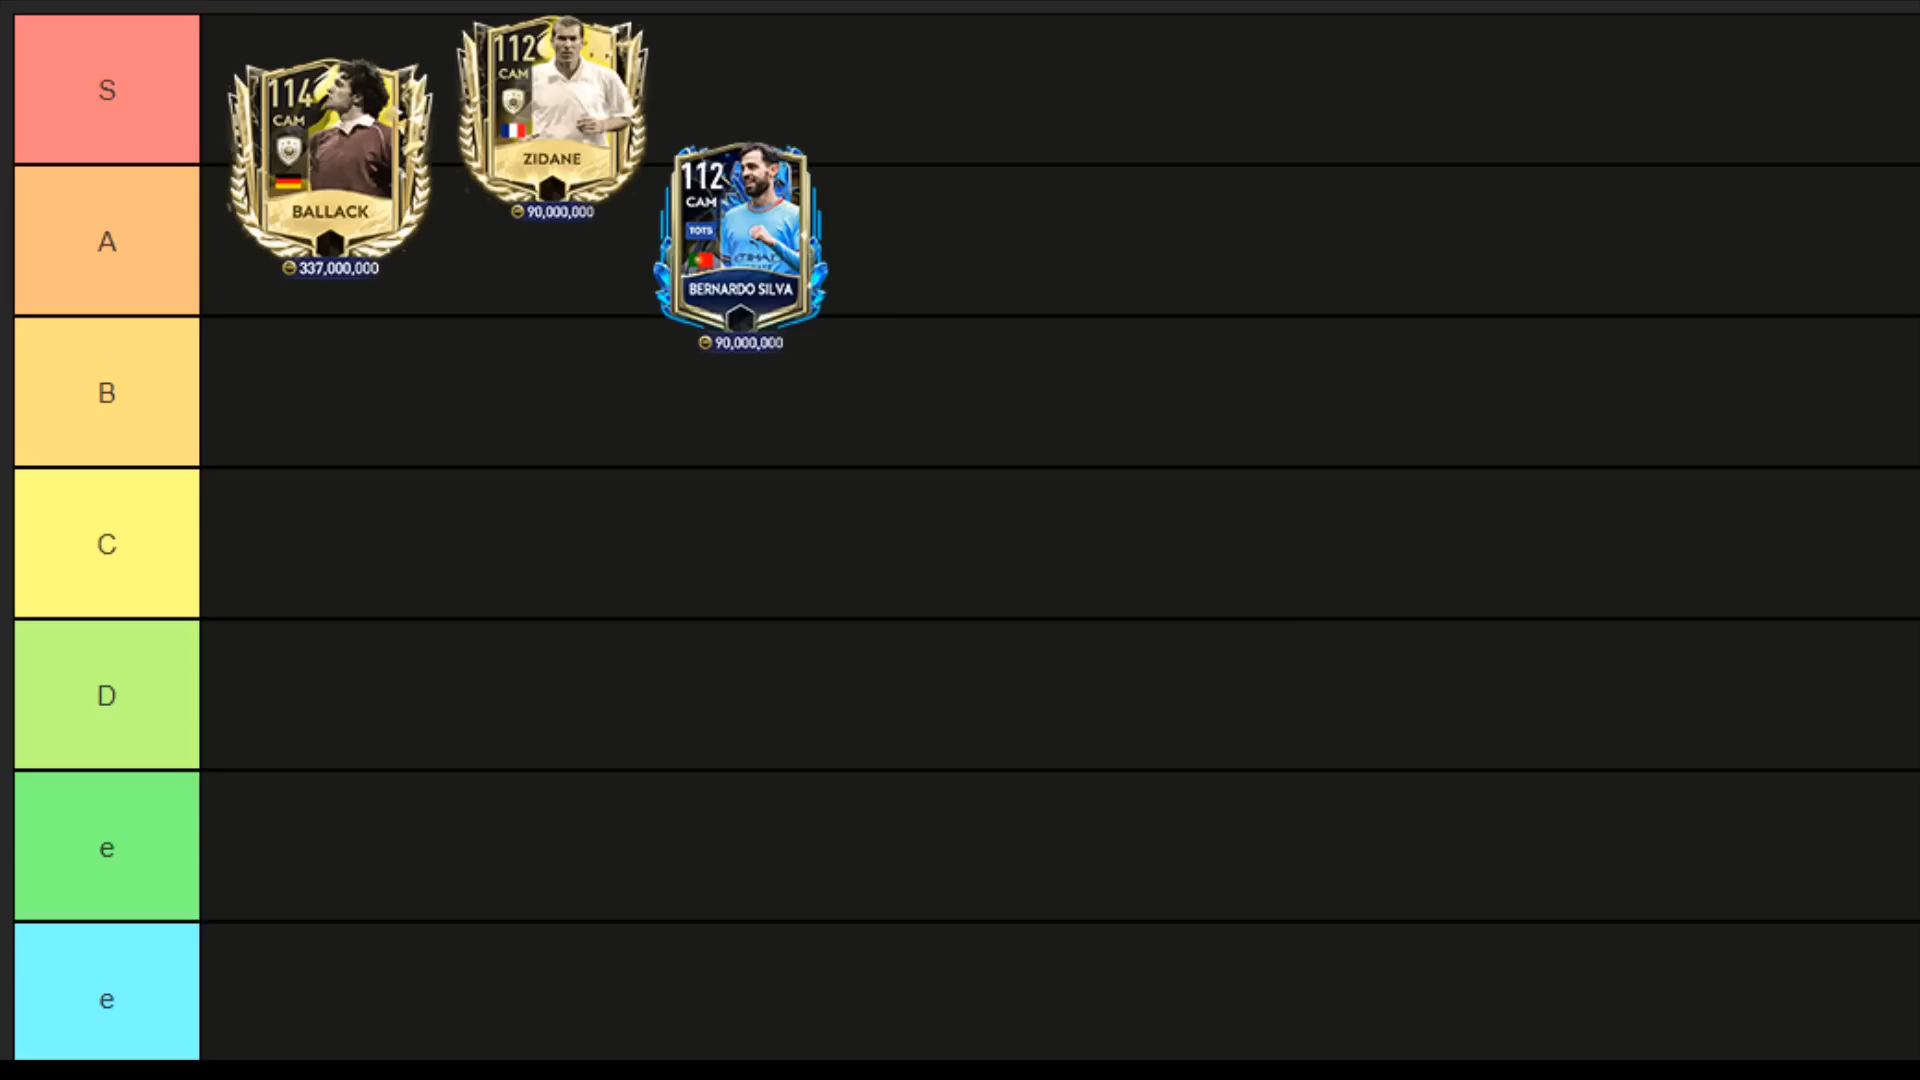 S
114
CAM
BALLACK
337,000,000
112
CAM
ZIDANE
90,000,000
112
CAM
TOTS
ETIHAD
BERNARDO SILVA
90,000,000
A
B
C
D
e
e